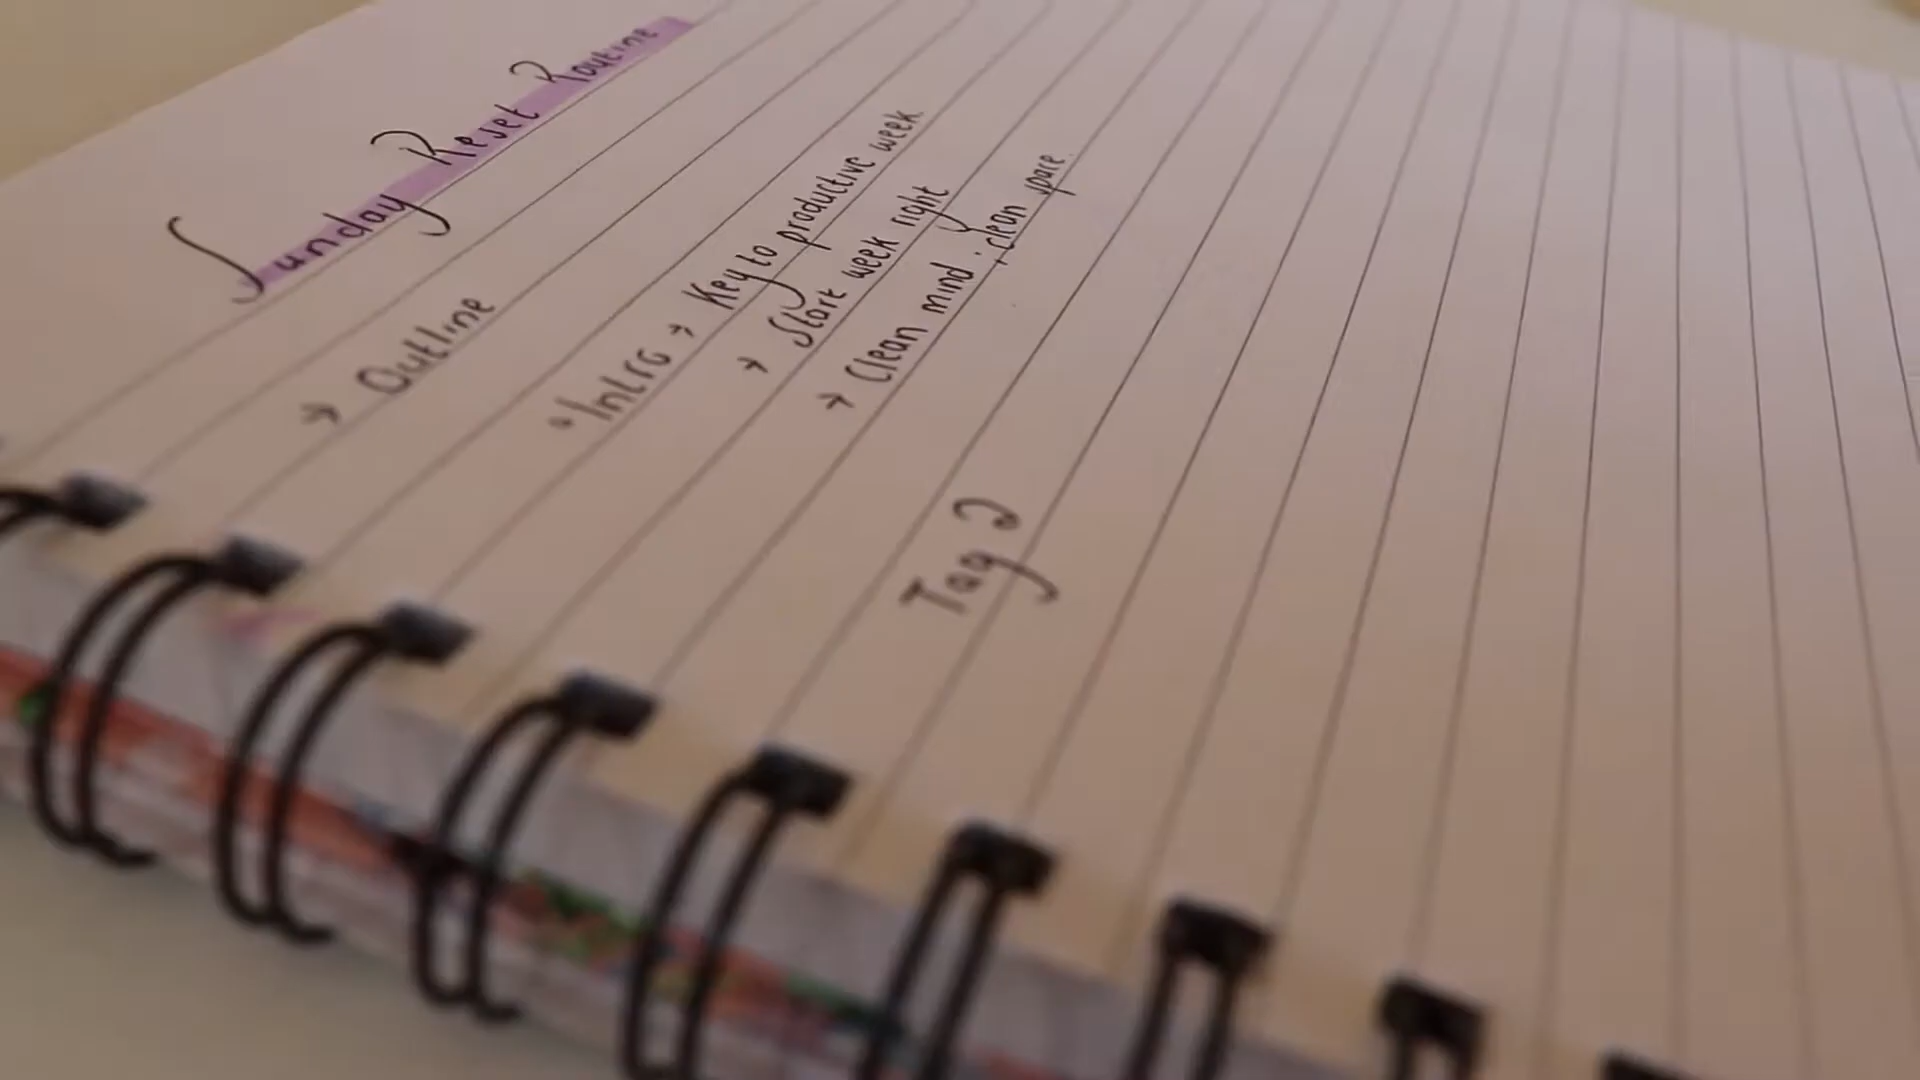 Sunday Reset Routine
→ Outline
° Intro → Key to productive week
→ Start week right
→ Clean mind, clean space.
Tag 2